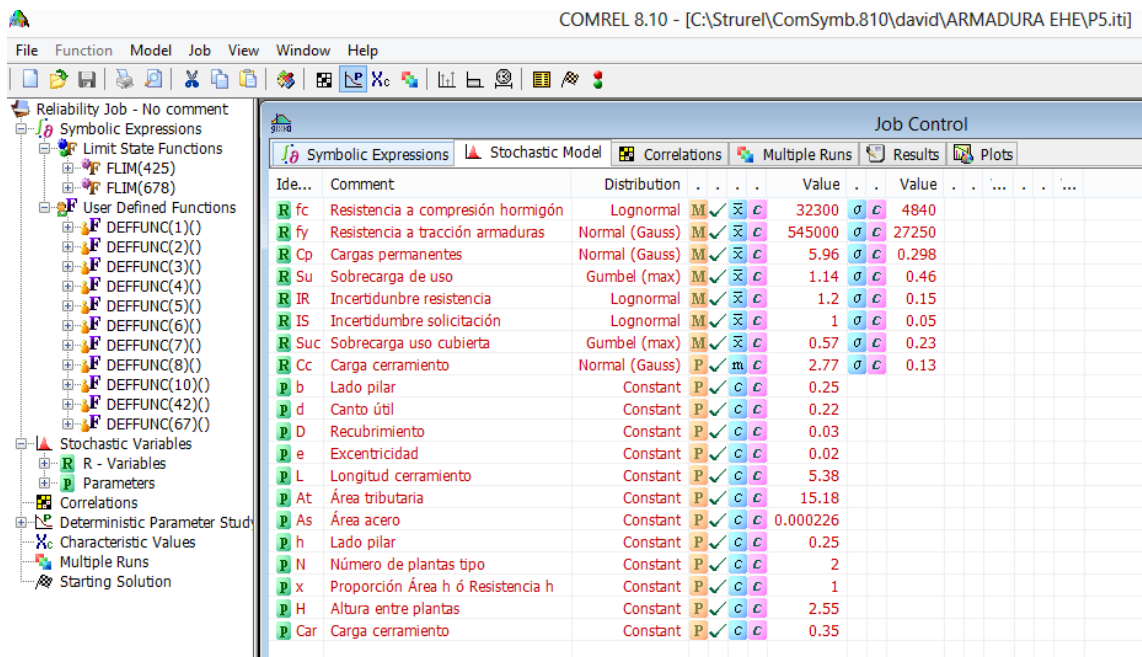 COMREL 8.10 - [C:\Strurel\ComSymb.810\david\ARMADURA EHE\P5.iti]
File Function Model Job View Window Help
Reliability Job - No comment
Symbolic Expressions
Limit State Functions
FLIM(425)
FLIM(678)
User Defined Functions
DEFFUNC(1)()
DEFFUNC(2)()
DEFFUNC(3)()
DEFFUNC(4)()
DEFFUNC(5)()
DEFFUNC(6)()
DEFFUNC(7)()
DEFFUNC(8)()
DEFFUNC(10)()
DEFFUNC(42)()
DEFFUNC(67)()
Stochastic Variables
R - Variables
Parameters
Correlations
Deterministic Parameter Study
Characteristic Values
Multiple Runs
Starting Solution
Job Control
Symbolic Expressions Stochastic Model Correlations Multiple Runs Results Plots
Ide... Comment Distribution . . . . Value . . Value . . '... . . '...
R fc Resistencia a compresión hormigón Lognormal M ✓ x̄ c 32300 σ c 4840
R fy Resistencia a tracción armaduras Normal (Gauss) M ✓ x̄ c 545000 σ c 27250
R Cp Cargas permanentes Normal (Gauss) M ✓ x̄ c 5.96 σ c 0.298
R Su Sobrecarga de uso Gumbel (max) M ✓ x̄ c 1.14 σ c 0.46
R IR Incertidunbre resistencia Lognormal M ✓ x̄ c 1.2 σ c 0.15
R IS Incertidumbre solicitación Lognormal M ✓ x̄ c 1 σ c 0.05
R Suc Sobrecarga uso cubierta Gumbel (max) M ✓ x̄ c 0.57 σ c 0.23
R Cc Carga cerramiento Normal (Gauss) P ✓ m c 2.77 σ c 0.13
P b Lado pilar Constant P ✓ c c 0.25
P d Canto útil Constant P ✓ c c 0.22
P D Recubrimiento Constant P ✓ c c 0.03
P e Excentricidad Constant P ✓ c c 0.02
P L Longitud cerramiento Constant P ✓ c c 5.38
P At Área tributaria Constant P ✓ c c 15.18
P As Área acero Constant P ✓ c c 0.000226
P h Lado pilar Constant P ✓ c c 0.25
P N Número de plantas tipo Constant P ✓ c c 2
P x Proporción Área h ó Resistencia h Constant P ✓ c c 1
P H Altura entre plantas Constant P ✓ c c 2.55
P Car Carga cerramiento Constant P ✓ c c 0.35